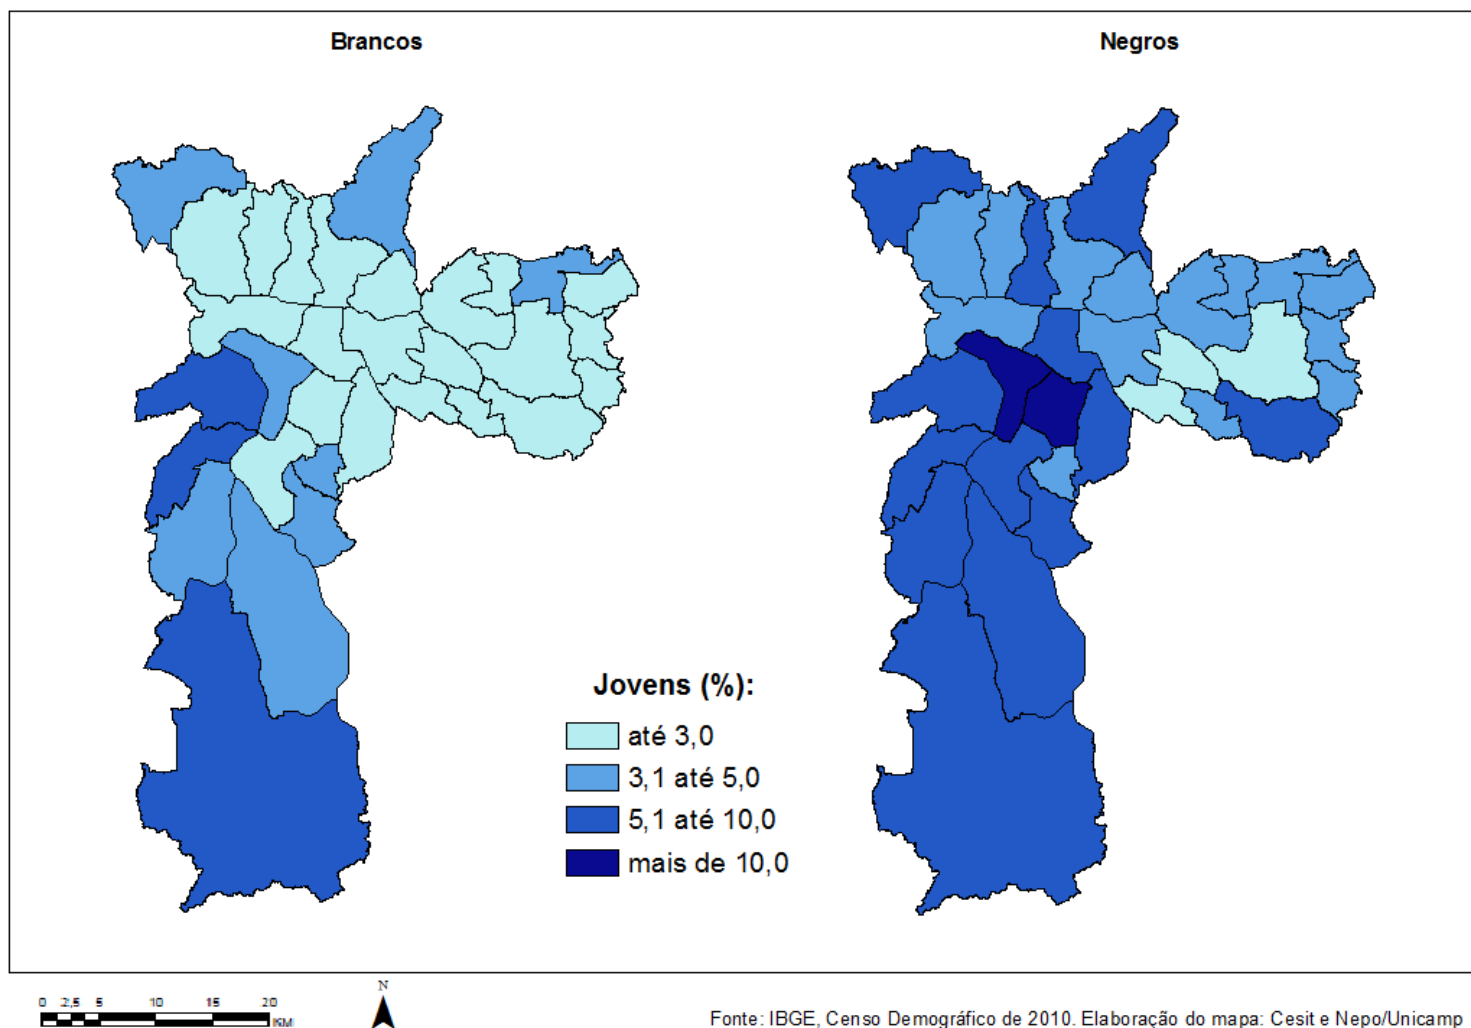 Brancos
Negros
Jovens (%):
até 3,0
3,1 até 5,0
5,1 até 10,0
mais de 10,0
0 2,5 5 10 15 20
KM
N
Fonte: IBGE, Censo Demográfico de 2010. Elaboração do mapa: Cesit e Nepo/Unicamp